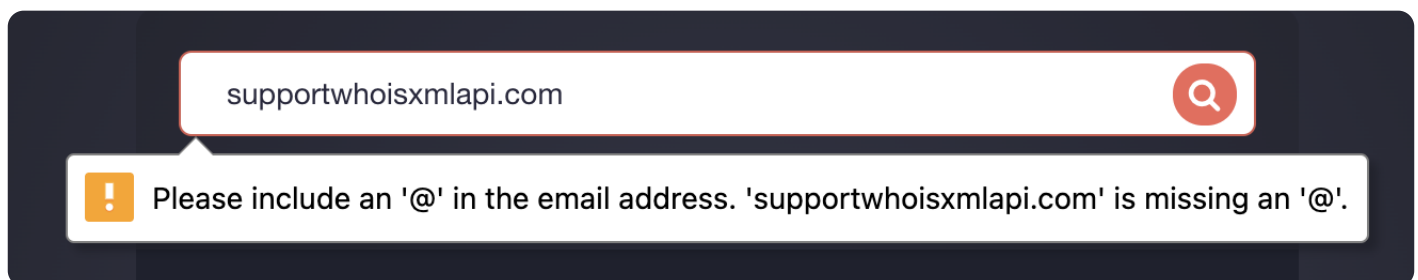 supportwhoisxmlapi.com
Please include an '@' in the email address. 'supportwhoisxmlapi.com' is missing an '@'.